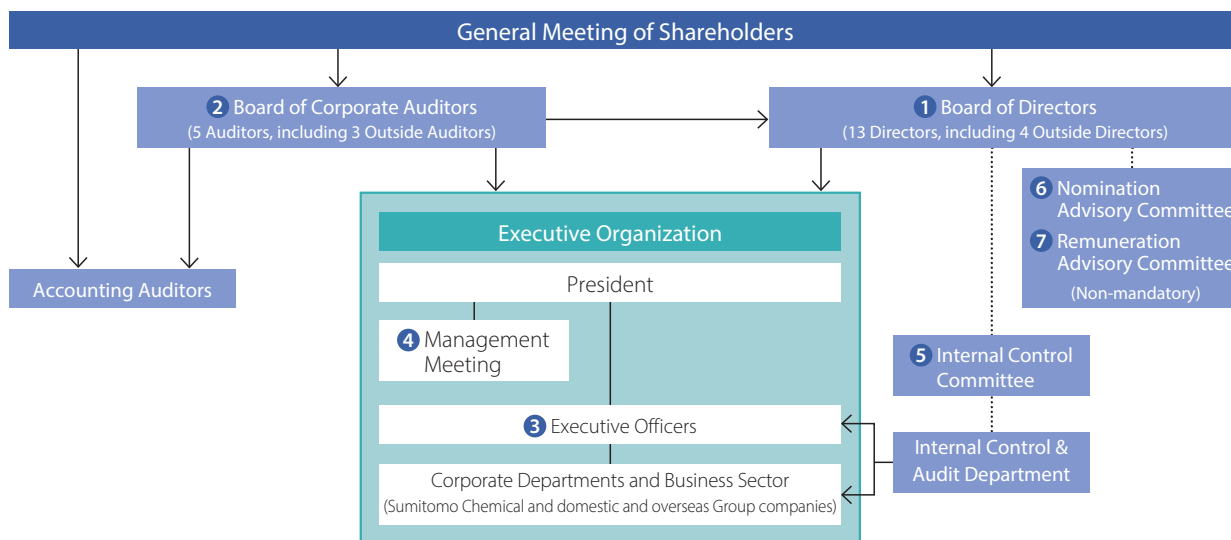 General Meeting of Shareholders
2 Board of Corporate Auditors
(5 Auditors, including 3 Outside Auditors)
1 Board of Directors
(13 Directors, including 4 Outside Directors)
6 Nomination
Advisory Committee
7 Remuneration
Advisory Committee
(Non-mandatory)
Executive Organization
Accounting Auditors
President
4 Management
Meeting
5 Internal Control
Committee
3 Executive Officers
Internal Control &
Audit Department
Corporate Departments and Business Sector
(Sumitomo Chemical and domestic and overseas Group companies)